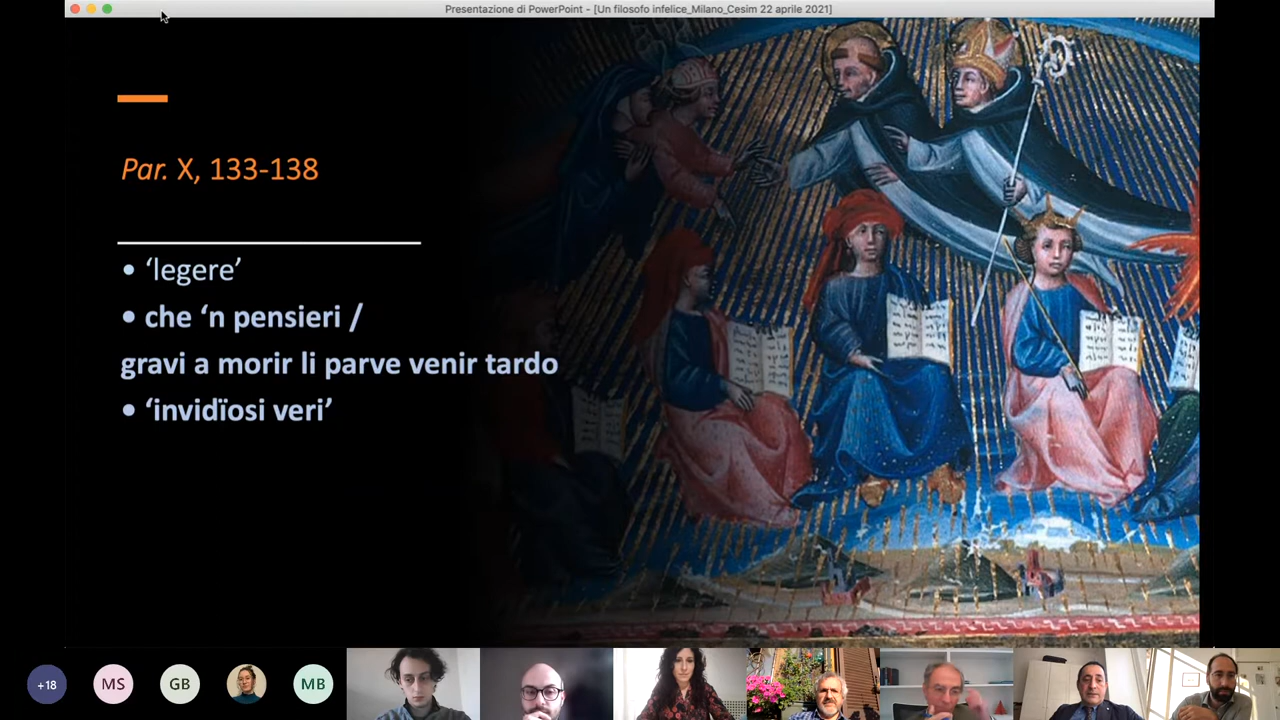 Presentazione di PowerPoint - [Un filosofo infelice_Milano_Cesim 22 aprile 2021]
Par. X, 133-138
• ‘legere’
• che ‘n pensieri /
gravi a morir li parve venir tardo
• ‘invidïosi veri’
+18
MS
GB
MB